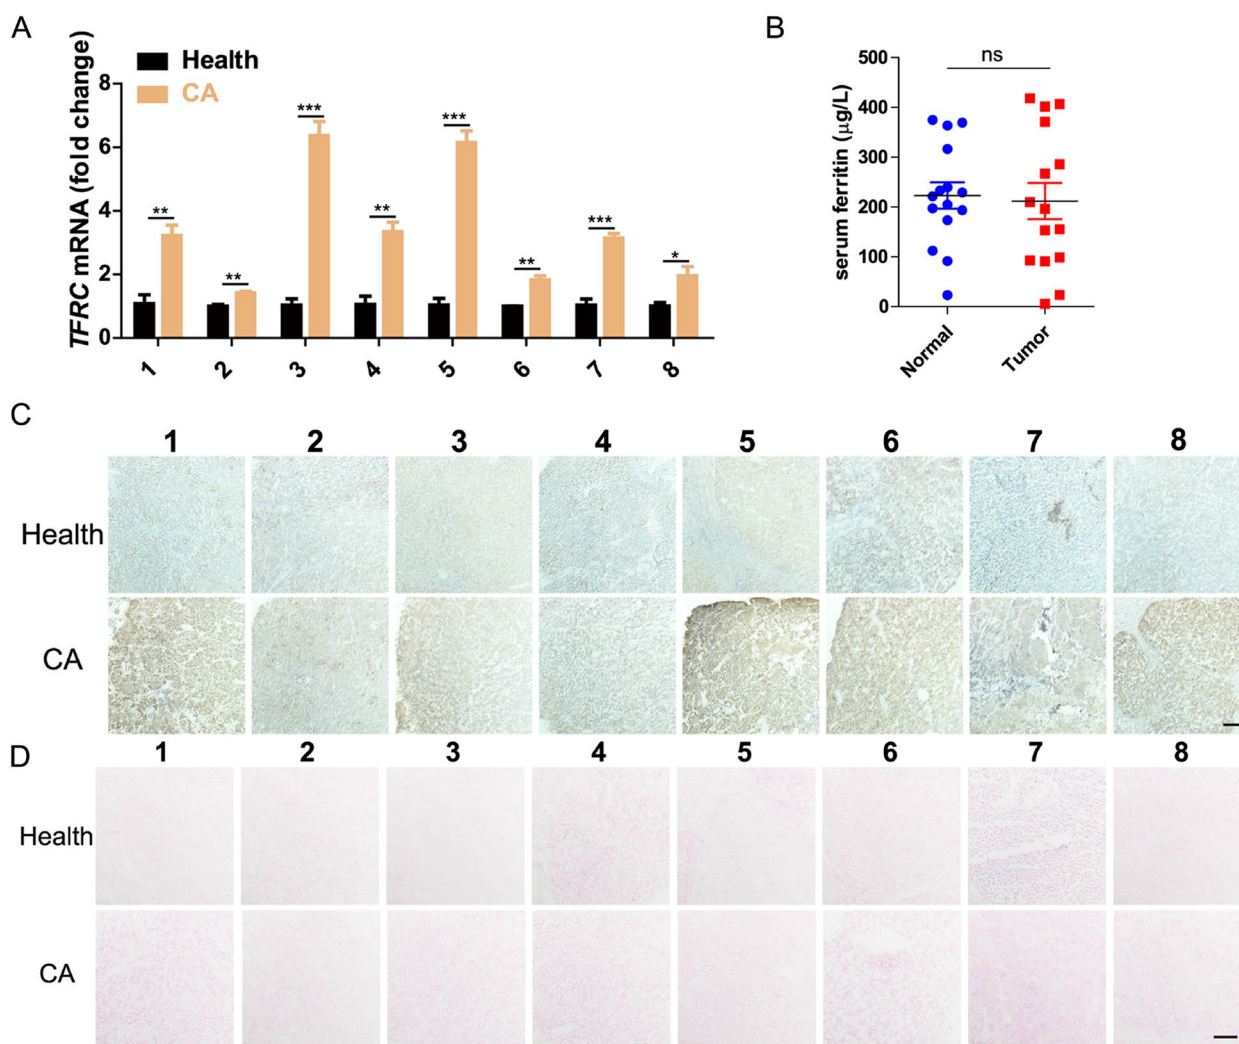 A
B
Health
CA
TFRC mRNA (fold change)
8
6
4
2
0
** ** *** ** *** ** *** *
1 2 3 4 5 6 7 8
ns
serum ferritin (μg/L)
500
400
300
200
100
0
Normal Tumor
C
1 2 3 4 5 6 7 8
Health
CA
D
1 2 3 4 5 6 7 8
Health
CA